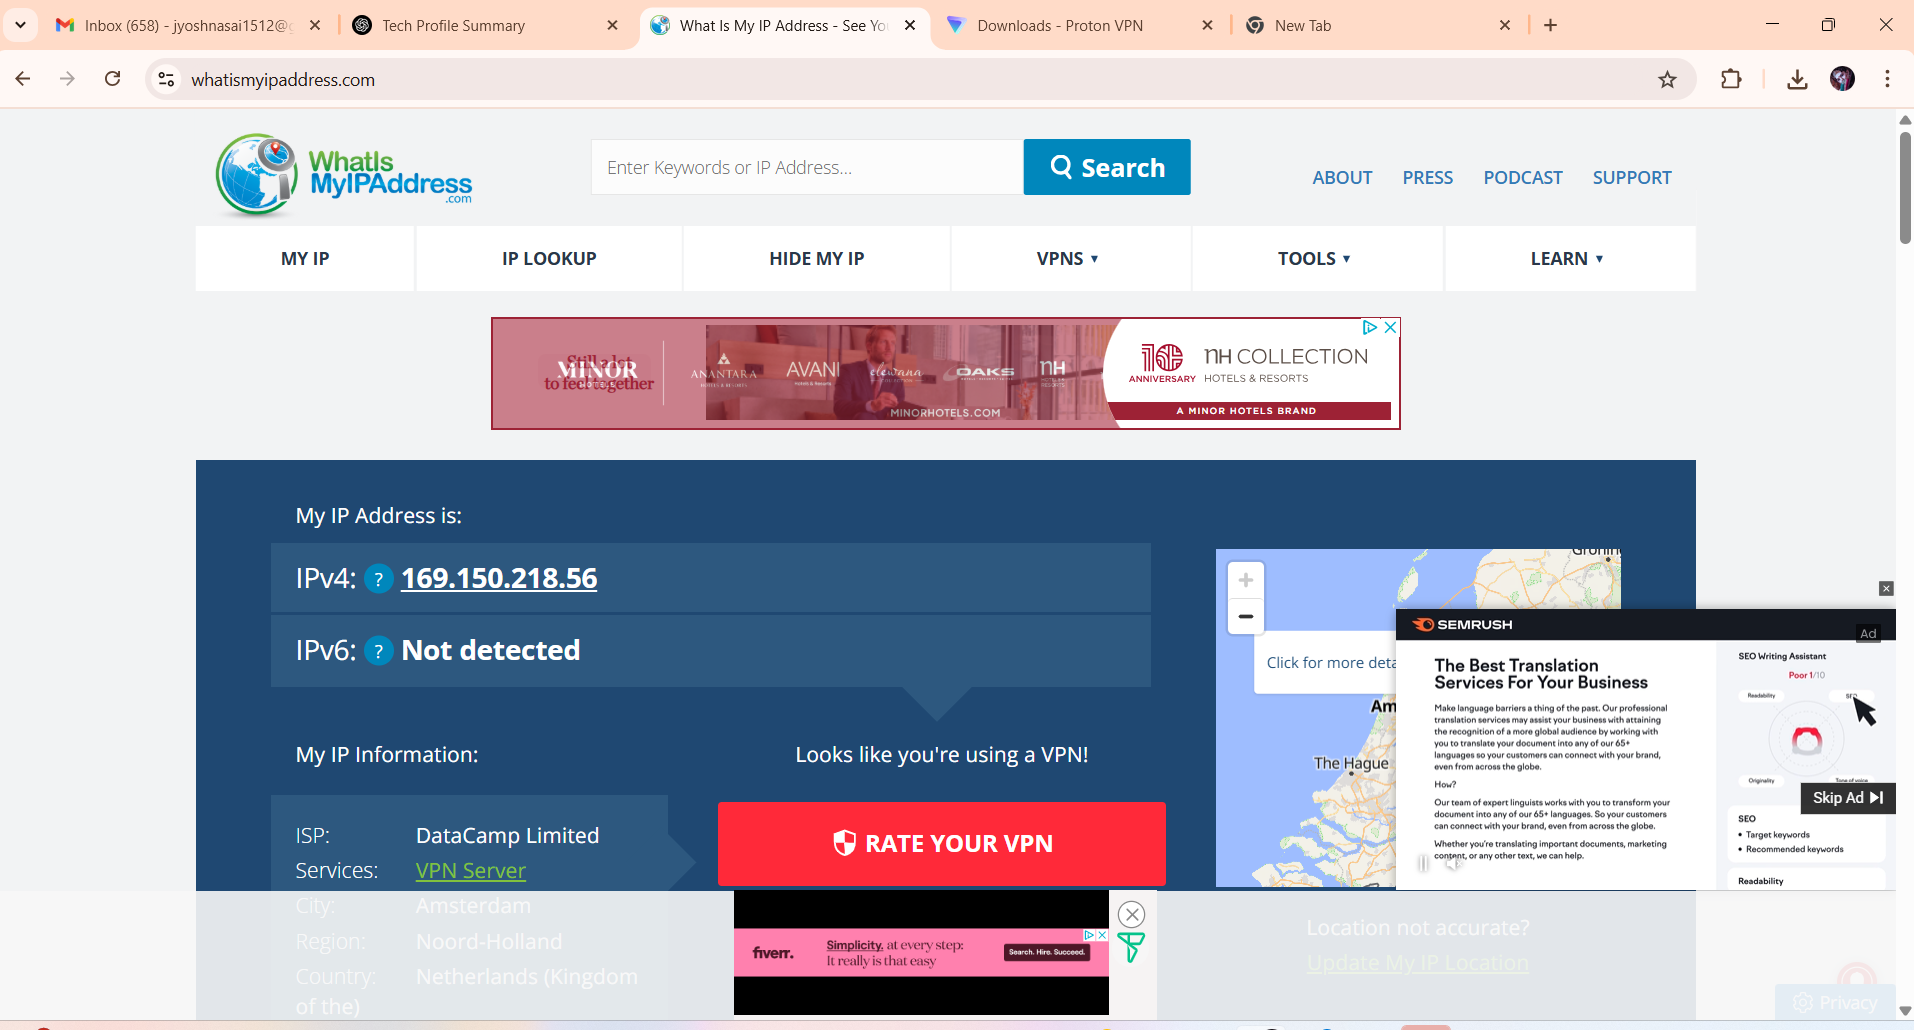 Inbox (658) - jyoshnasai1512@g
Tech Profile Summary
What Is My IP Address - See You
Downloads - Proton VPN
New Tab
whatismyipaddress.com
WhatIs
MyIPAddress
.com
Enter Keywords or IP Address...
Search
ABOUT
PRESS
PODCAST
SUPPORT
MY IP
IP LOOKUP
HIDE MY IP
VPNS
TOOLS
LEARN
Still a lot
to feel together
MINOR
HOTELS
ANANTARA
HOTELS & RESORTS
AVANI
Hotels & Resorts
elewana
COLLECTION
OAKS
nH
HOTELS & RESORTS
MINORHOTELS.COM
10
ANNIVERSARY
nH COLLECTION
HOTELS & RESORTS
A MINOR HOTELS BRAND
My IP Address is:
IPv4: ? 169.150.218.56
IPv6: ? Not detected
My IP Information:
Looks like you're using a VPN!
ISP: DataCamp Limited
Services: VPN Server
City: Amsterdam
Region: Noord-Holland
Country: Netherlands (Kingdom
of the)
RATE YOUR VPN
Gronin
+
−
Click for more deta
Am
The Hague
SEMRUSH
Ad
The Best Translation
Services For Your Business
Make language barriers a thing of the past. Our professional
translation services may assist your business with attaining
the recognition of a more global audience by working with
you to translate your document into any of our 65+
languages so your customers can connect with your brand,
even from across the globe.
How?
Our team of expert linguists works with you to transform your
document into any of our 65+ languages. So your customers
can connect with your brand, even from across the globe.
Whether you're translating important documents, marketing
content, or any other text, we can help.
SEO Writing Assistant
Poor 1/10
Readability
SEO
Originality
Tone of voice
Skip Ad
SEO
• Target keywords
• Recommended keywords
Readability
fiverr.
Simplicity, at every step:
It really is that easy
Search. Hire. Succeed.
Location not accurate?
Update My IP Location
Privacy